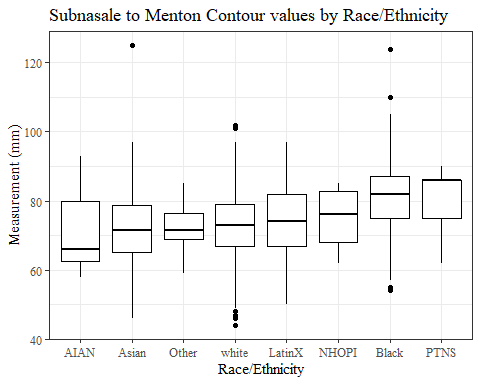 Subnasale to Menton Contour values by Race/Ethnicity
Measurement (mm)
120
100
80
60
40
AIAN Asian Other white LatinX NHOPI Black PTNS
Race/Ethnicity